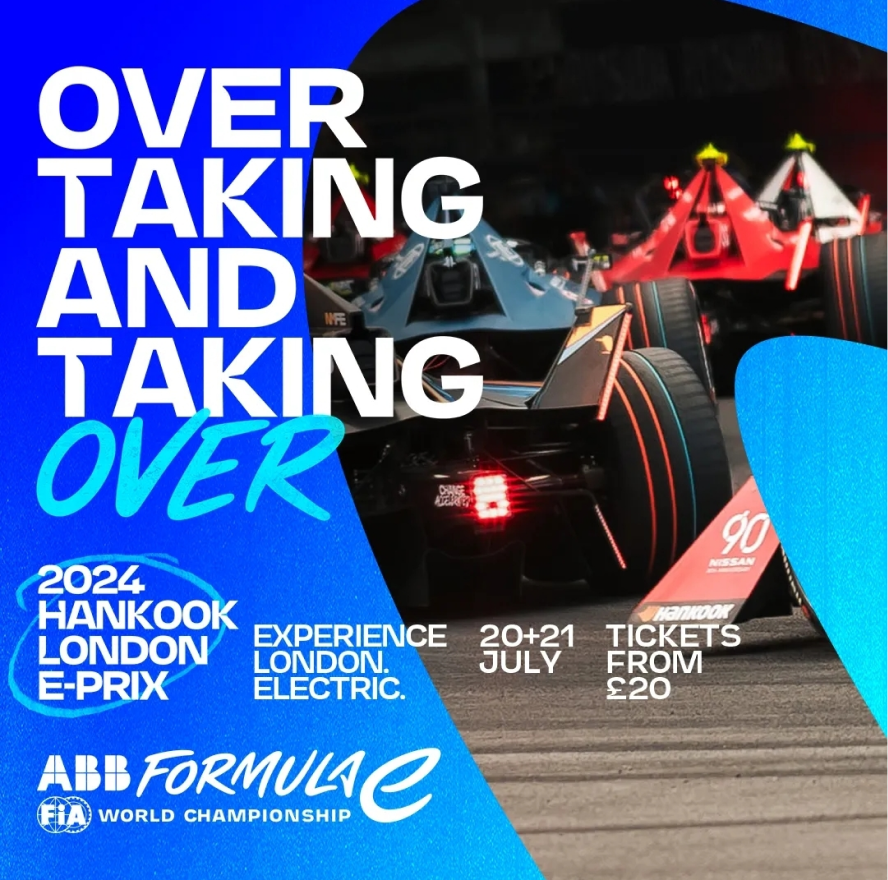 OVER
TAKING
AND
TAKING
OVER
2024
HANKOOK
LONDON
E-PRIX
EXPERIENCE
LONDON.
ELECTRIC.
20+21
JULY
TICKETS
FROM
£20
ABB FORMULA E
FIA WORLD CHAMPIONSHIP
90
NISSAN
HANKOOK
CHANGE